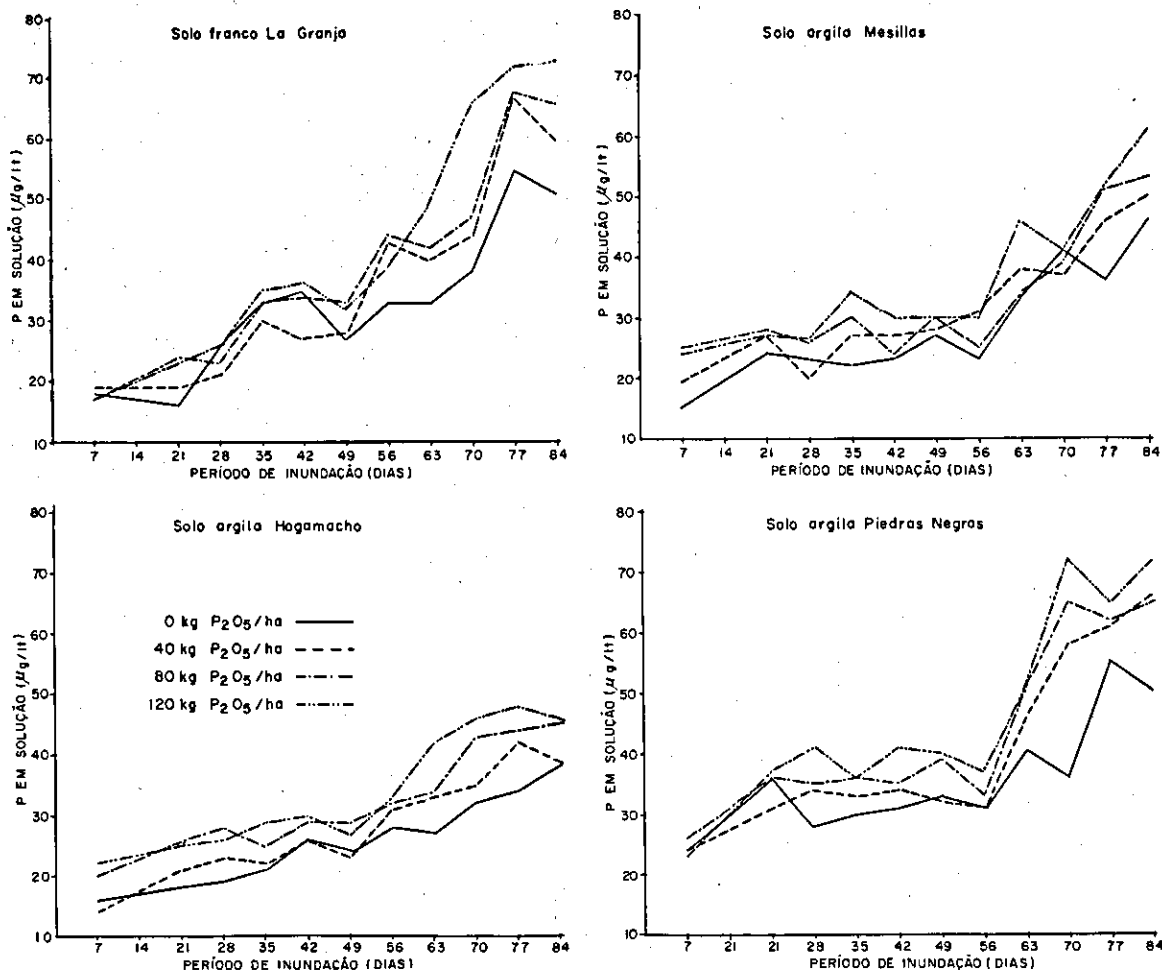 Solo franco La Granja
P EM SOLUÇÃO (µg/lt)
80
70
60
50
40
30
20
10
7 14 21 28 35 42 49 56 63 70 77 84
PERÍODO DE INUNDAÇÃO (DIAS)
Solo argila Mesillas
P EM SOLUÇÃO (µg/lt)
80
70
60
50
40
30
20
10
7 14 21 28 35 42 49 56 63 70 77 84
PERÍODO DE INUNDAÇÃO (DIAS)
Solo argila Hogamacho
P EM SOLUÇÃO (µg/lt)
80
70
60
50
40
30
20
10
0 kg P2O5/ha
40 kg P2O5/ha
80 kg P2O5/ha
120 kg P2O5/ha
7 14 21 28 35 42 49 56 63 70 77 84
PERÍODO DE INUNDAÇÃO (DIAS)
Solo argila Piedras Negras
P EM SOLUÇÃO (µg/lt)
80
70
60
50
40
30
20
10
7 21 21 28 35 42 49 56 63 70 77 84
PERÍODO DE INUNDAÇÃO (DIAS)